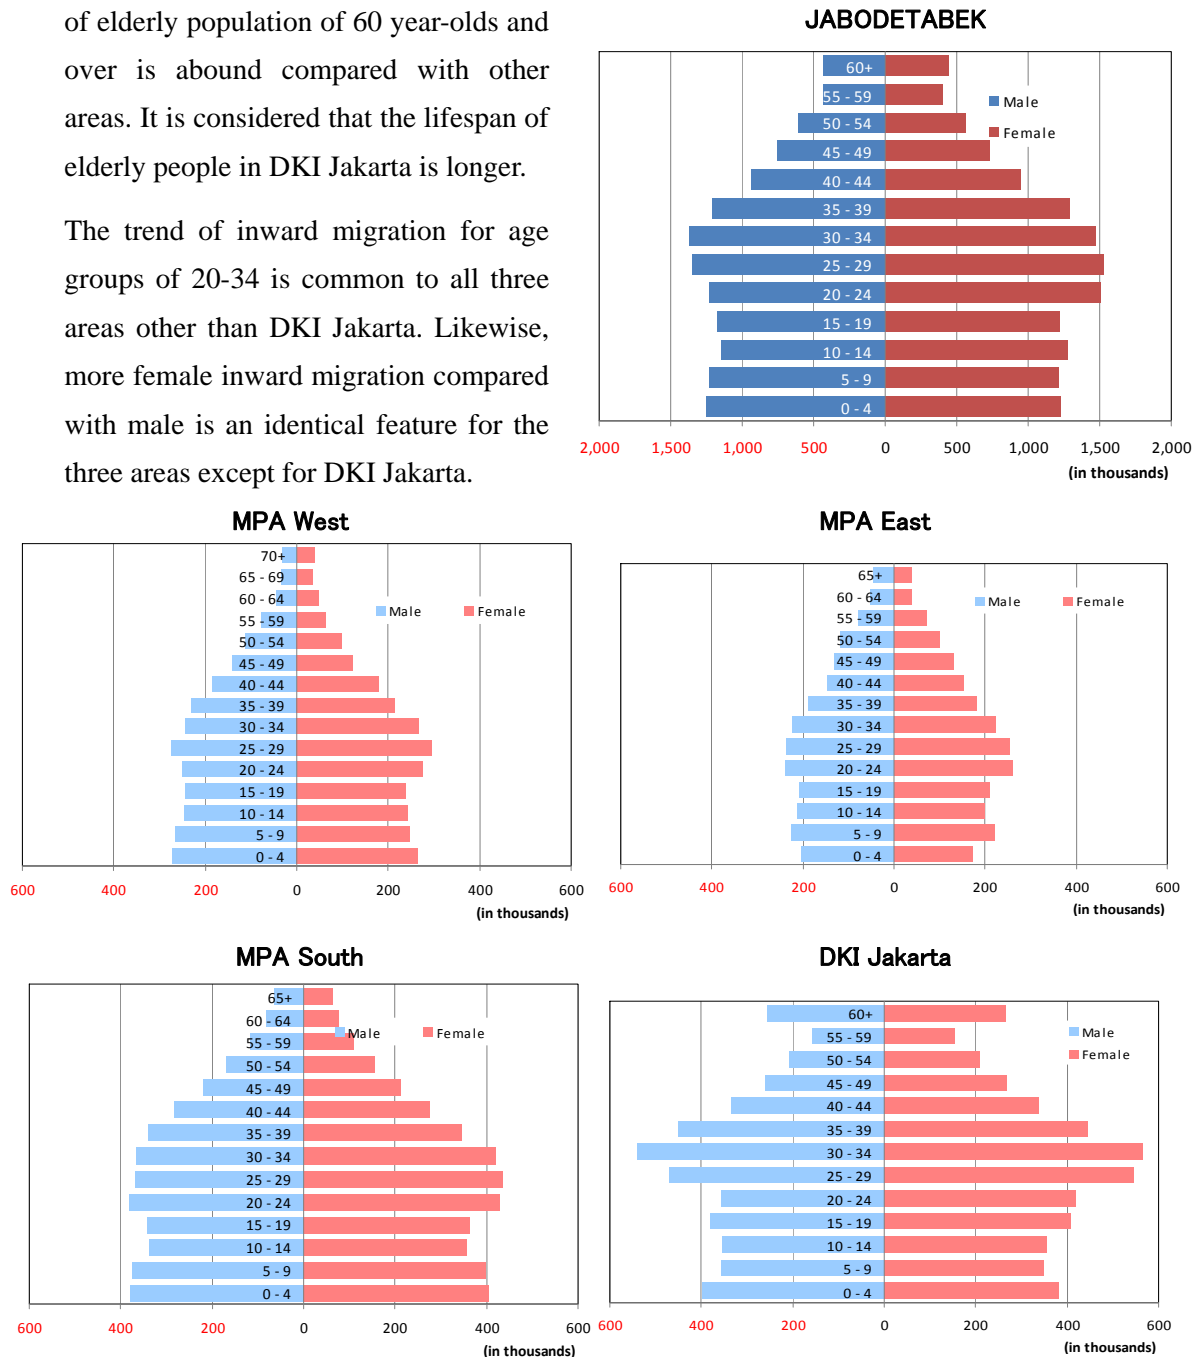 of elderly population of 60 year-olds and
over is abound compared with other
areas. It is considered that the lifespan of
elderly people in DKI Jakarta is longer.
The trend of inward migration for age
groups of 20-34 is common to all three
areas other than DKI Jakarta. Likewise,
more female inward migration compared
with male is an identical feature for the
three areas except for DKI Jakarta.
JABODETABEK
60+
55 - 59
50 - 54
45 - 49
40 - 44
35 - 39
30 - 34
25 - 29
20 - 24
15 - 19
10 - 14
5 - 9
0 - 4
Male
Female
2,000 1,500 1,000 500 0 500 1,000 1,500 2,000
(in thousands)
MPA West
70+
65 - 69
60 - 64
55 - 59
50 - 54
45 - 49
40 - 44
35 - 39
30 - 34
25 - 29
20 - 24
15 - 19
10 - 14
5 - 9
0 - 4
Male Female
600 400 200 0 200 400 600
(in thousands)
MPA East
65+
60 - 64
55 - 59
50 - 54
45 - 49
40 - 44
35 - 39
30 - 34
25 - 29
20 - 24
15 - 19
10 - 14
5 - 9
0 - 4
Male Female
600 400 200 0 200 400 600
(in thousands)
MPA South
65+
60 - 64
55 - 59
50 - 54
45 - 49
40 - 44
35 - 39
30 - 34
25 - 29
20 - 24
15 - 19
10 - 14
5 - 9
0 - 4
Male Female
600 400 200 0 200 400 600
(in thousands)
DKI Jakarta
60+
55 - 59
50 - 54
45 - 49
40 - 44
35 - 39
30 - 34
25 - 29
20 - 24
15 - 19
10 - 14
5 - 9
0 - 4
Male
Female
600 400 200 0 200 400 600
(in thousands)